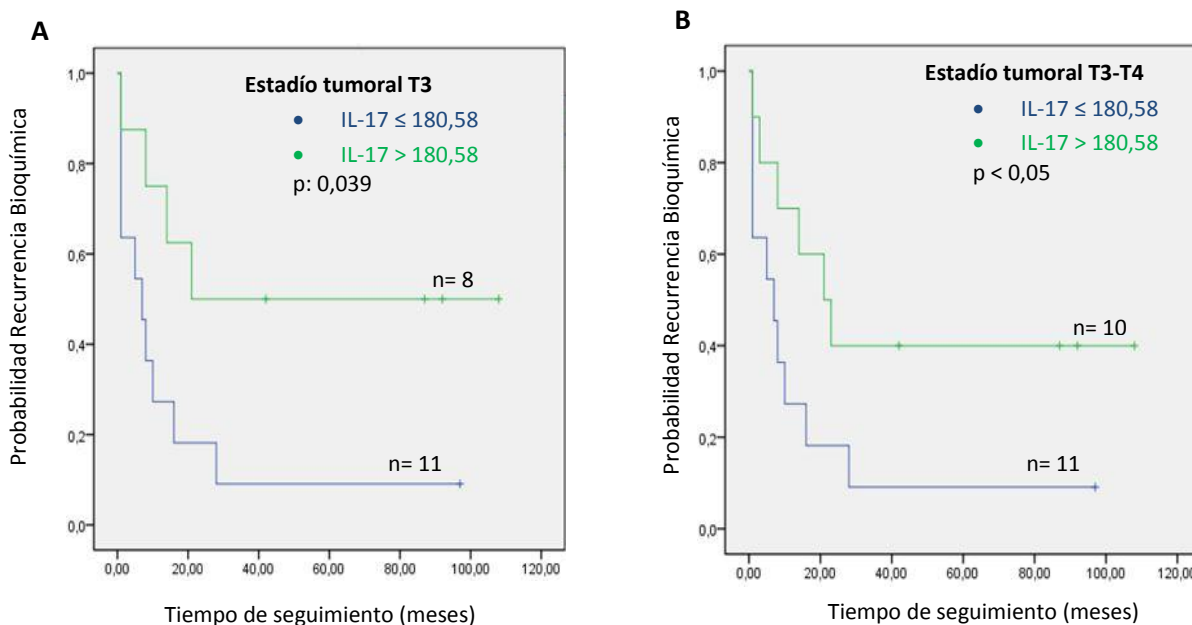 A
Estadío tumoral T3
IL-17 ≤ 180,58
IL-17 > 180,58
p: 0,039
n= 8
n= 11
Probabilidad Recurrencia Bioquímica
1,0
0,8
0,6
0,4
0,2
0,0
0,00 20,00 40,00 60,00 80,00 100,00 120,00
Tiempo de seguimiento (meses)
B
Estadío tumoral T3-T4
IL-17 ≤ 180,58
IL-17 > 180,58
p < 0,05
n= 10
n= 11
Probabilidad Recurrencia Bioquímica
1,0
0,8
0,6
0,4
0,2
0,0
0,00 20,00 40,00 60,00 80,00 100,00 120,0
Tiempo de seguimiento (meses)